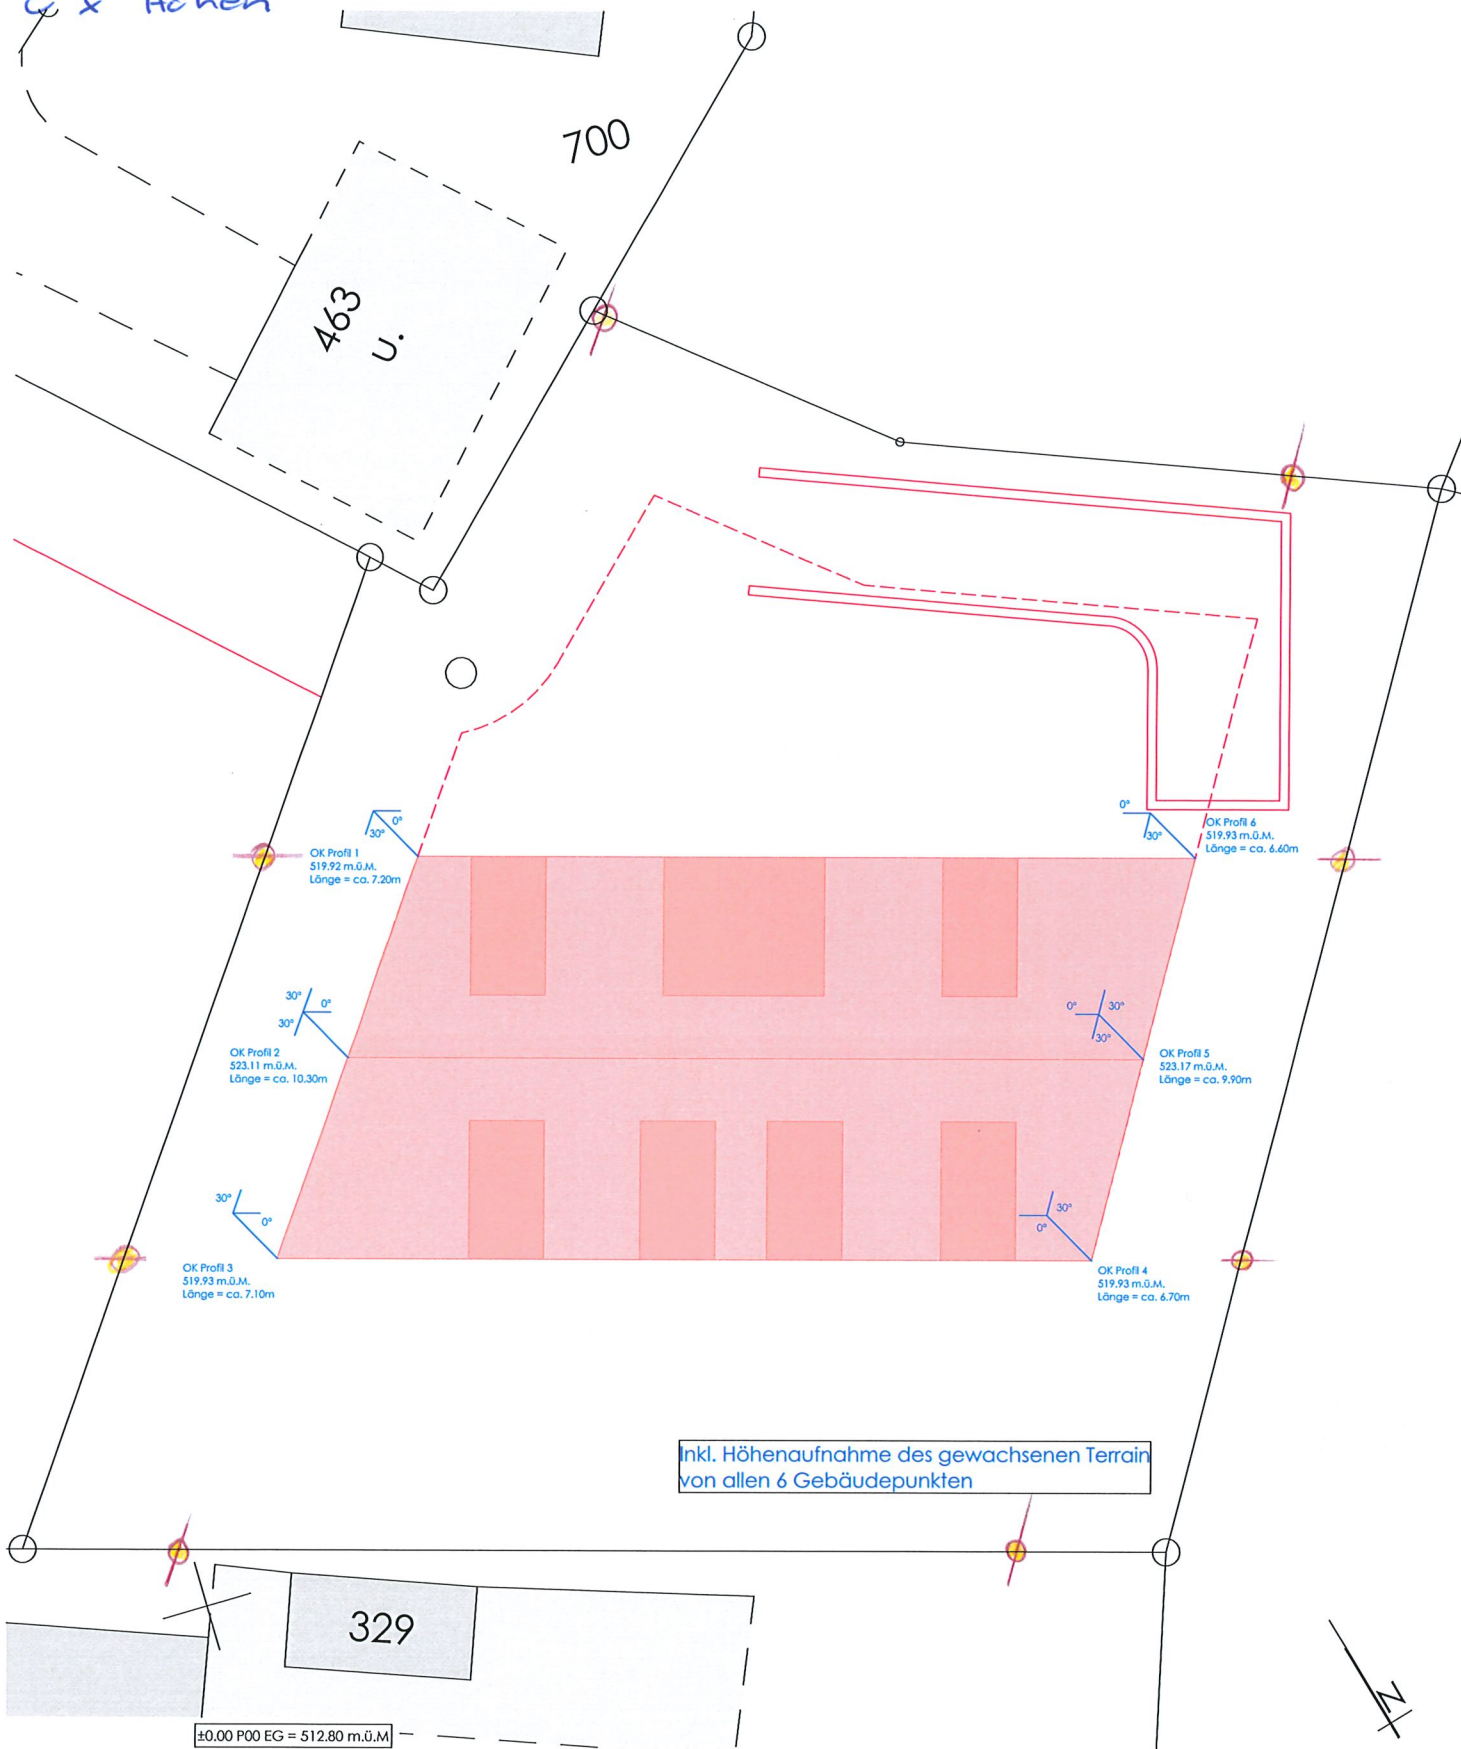 6 x Höhen
700
463
u.
0°
30°
OK Profil 1
519.92 m.ü.M.
Länge = ca. 7.20m
0°
30°
OK Profil 6
519.93 m.ü.M.
Länge = ca. 6.60m
30°
0°
30°
OK Profil 2
523.11 m.ü.M.
Länge = ca. 10.30m
0°
30°
30°
OK Profil 5
523.17 m.ü.M.
Länge = ca. 9.90m
30°
0°
OK Profil 3
519.93 m.ü.M.
Länge = ca. 7.10m
30°
0°
OK Profil 4
519.93 m.ü.M.
Länge = ca. 6.70m
Inkl. Höhenaufnahme des gewachsenen Terrain
von allen 6 Gebäudepunkten
329
N
±0.00 P00 EG = 512.80 m.ü.M